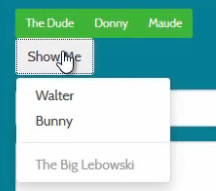 The Dude Donny Maude
Show Me
Walter
Bunny
The Big Lebowski